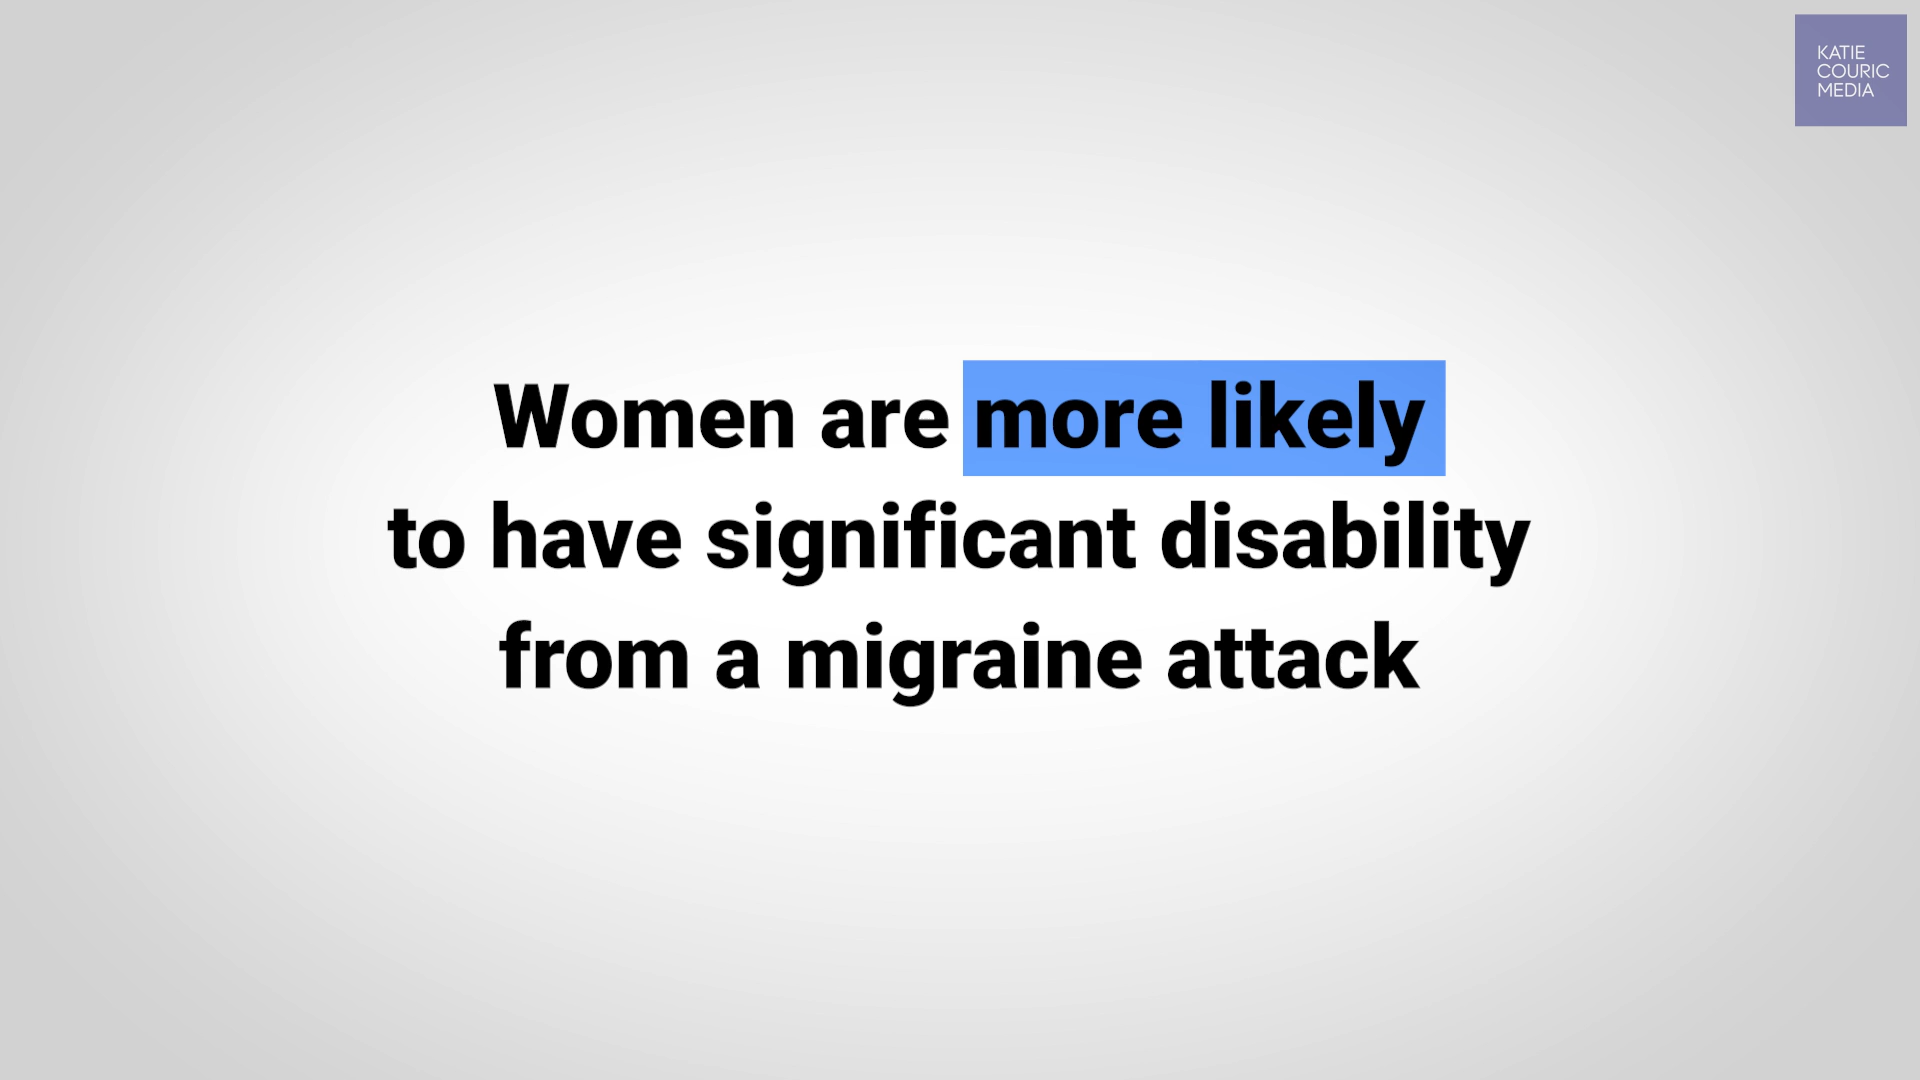 KATIE
COURIC
MEDIA
Women are more likely
to have significant disability
from a migraine attack